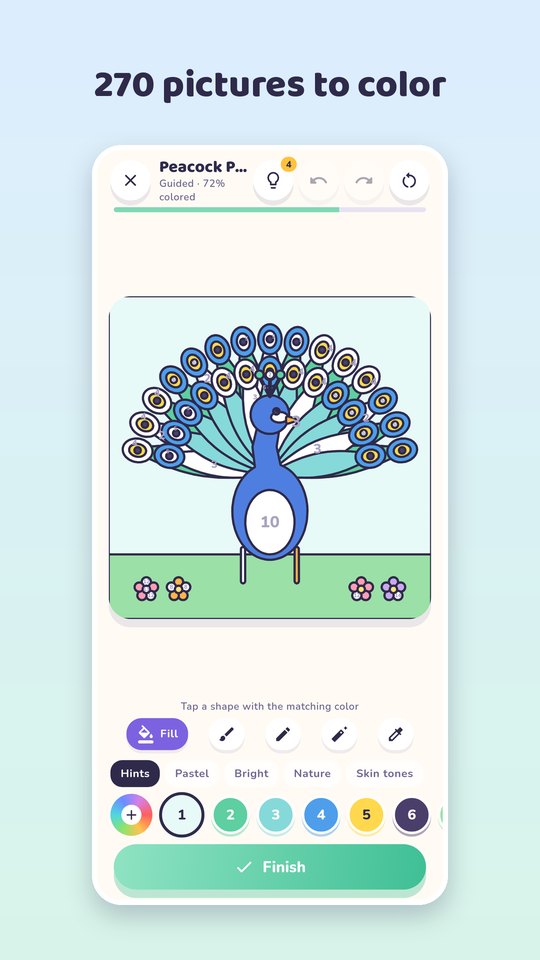 270 pictures to color
Peacock P...
4
Guided · 72%
colored
3
3
10
Tap a shape with the matching color
Fill
Hints
Pastel
Bright
Nature
Skin tones
1
2
3
4
5
6
Finish